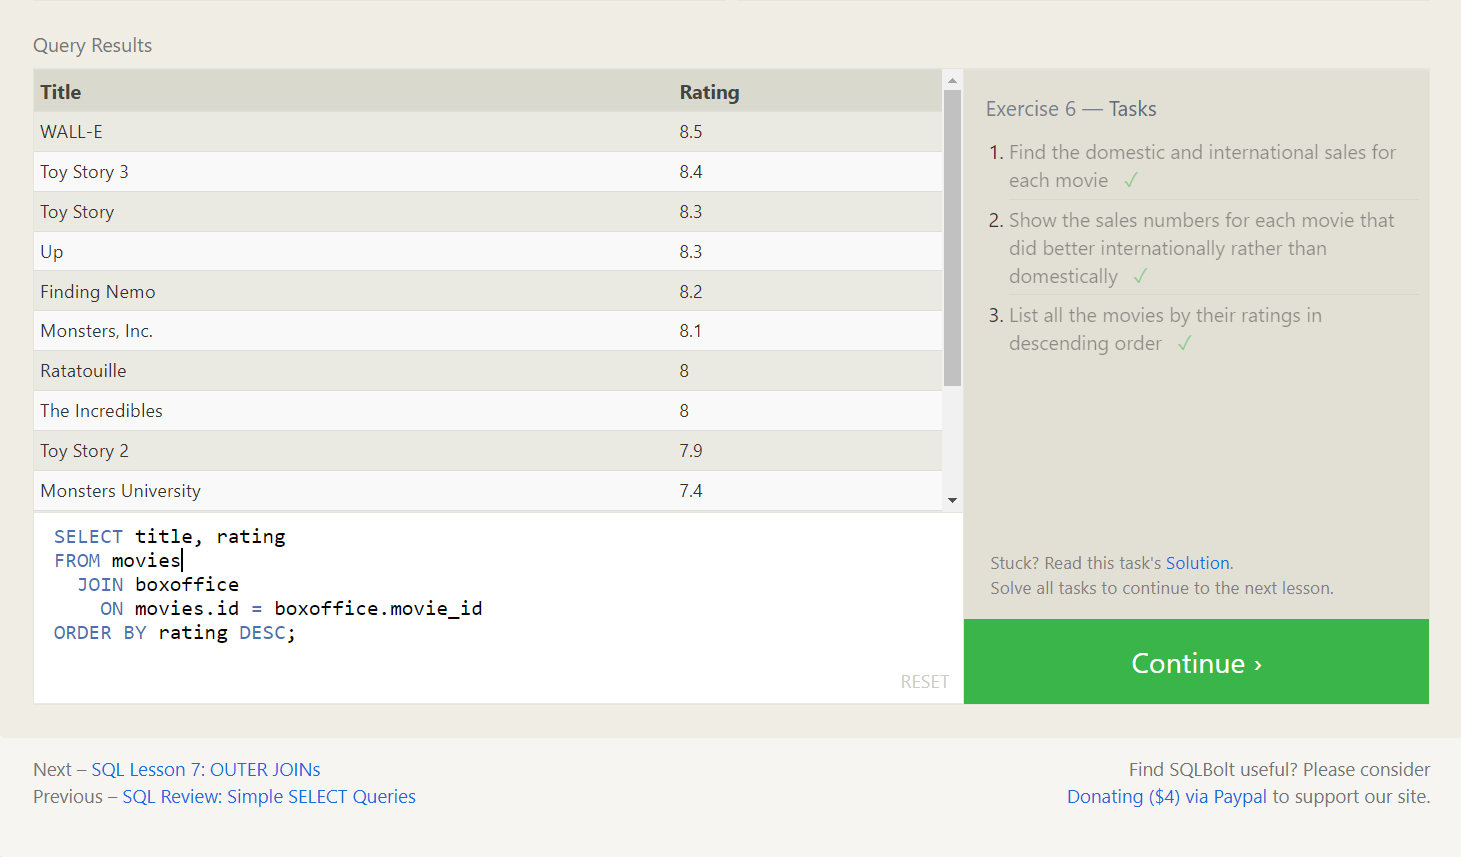 Query Results
Title Rating
WALL-E 8.5
Toy Story 3 8.4
Toy Story 8.3
Up 8.3
Finding Nemo 8.2
Monsters, Inc. 8.1
Ratatouille 8
The Incredibles 8
Toy Story 2 7.9
Monsters University 7.4
SELECT title, rating
FROM movies
JOIN boxoffice
ON movies.id = boxoffice.movie_id
ORDER BY rating DESC;
RESET
Exercise 6 — Tasks
1. Find the domestic and international sales for
each movie ✓
2. Show the sales numbers for each movie that
did better internationally rather than
domestically ✓
3. List all the movies by their ratings in
descending order ✓
Stuck? Read this task's Solution.
Solve all tasks to continue to the next lesson.
Continue ›
Next – SQL Lesson 7: OUTER JOINs
Previous – SQL Review: Simple SELECT Queries
Find SQLBolt useful? Please consider
Donating ($4) via Paypal to support our site.